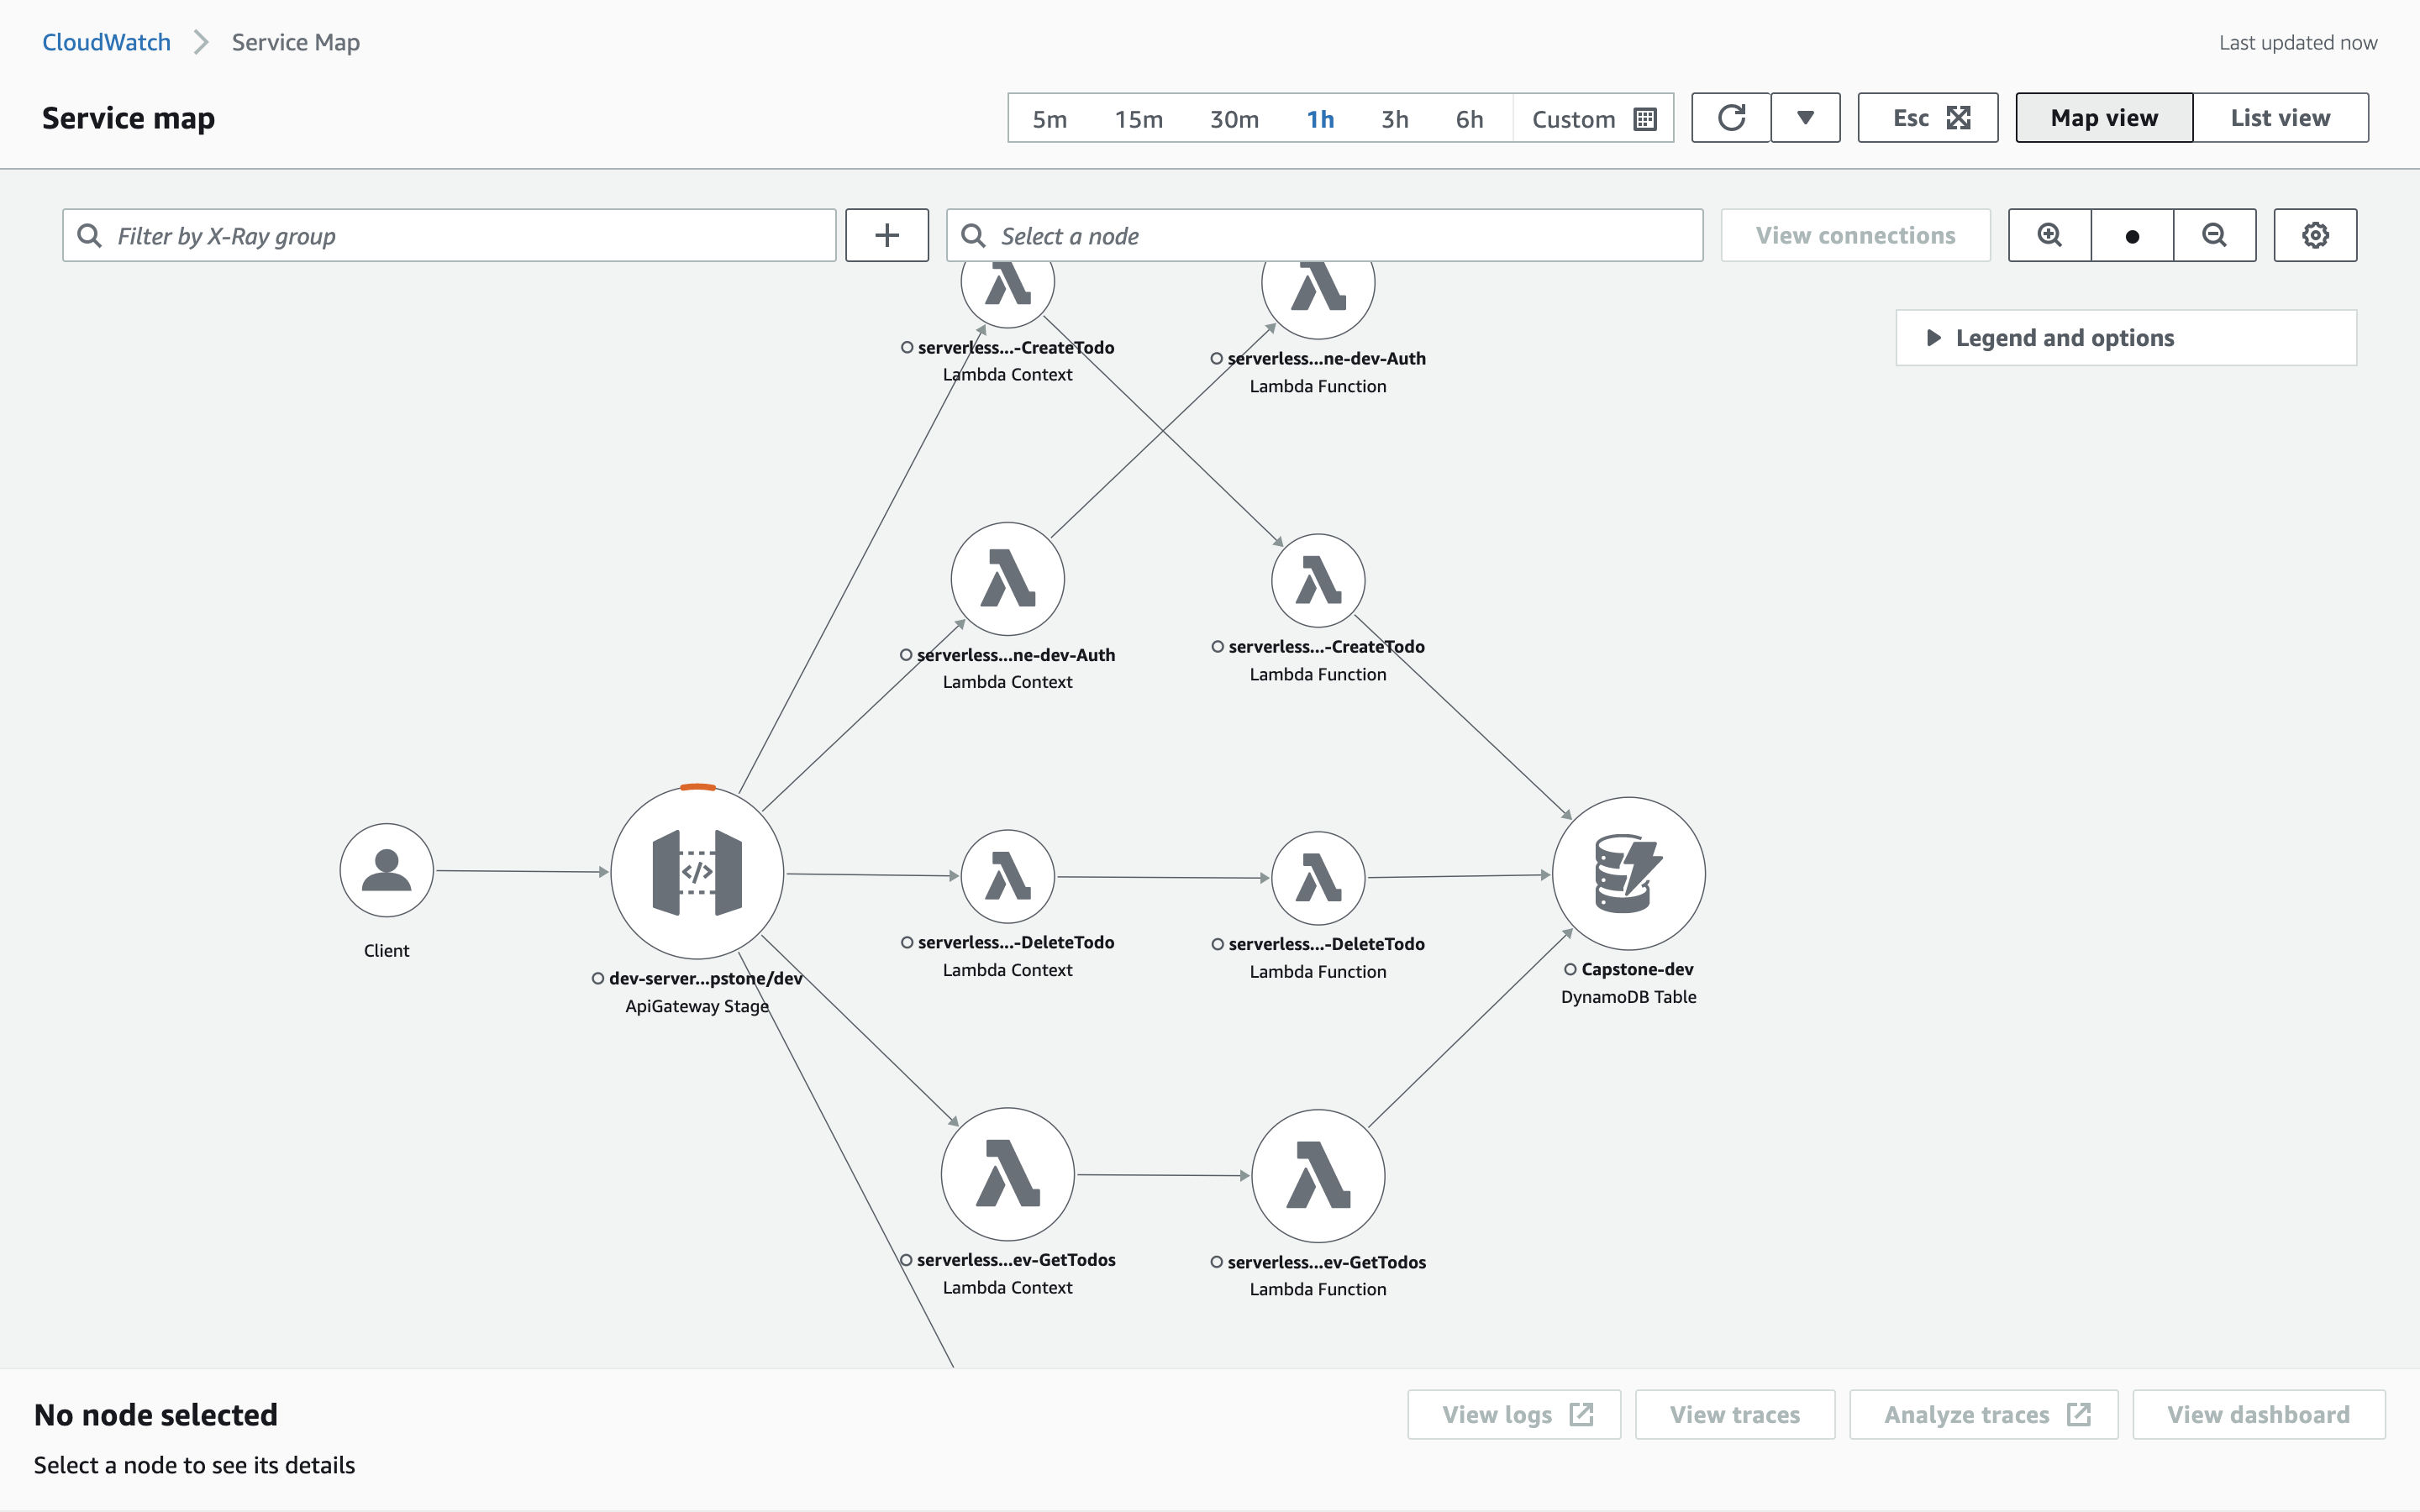 CloudWatch
Service Map
Last updated now
Service map
5m 15m 30m 1h 3h 6h Custom
Esc
Map view
List view
Filter by X-Ray group
Select a node
View connections
Legend and options
serverless...-CreateTodo
Lambda Context
serverless...ne-dev-Auth
Lambda Function
serverless...ne-dev-Auth
Lambda Context
serverless...-CreateTodo
Lambda Function
</>
Client
dev-server...pstone/dev
ApiGateway Stage
serverless...-DeleteTodo
Lambda Context
serverless...-DeleteTodo
Lambda Function
Capstone-dev
DynamoDB Table
serverless...ev-GetTodos
Lambda Context
serverless...ev-GetTodos
Lambda Function
No node selected
Select a node to see its details
View logs
View traces
Analyze traces
View dashboard